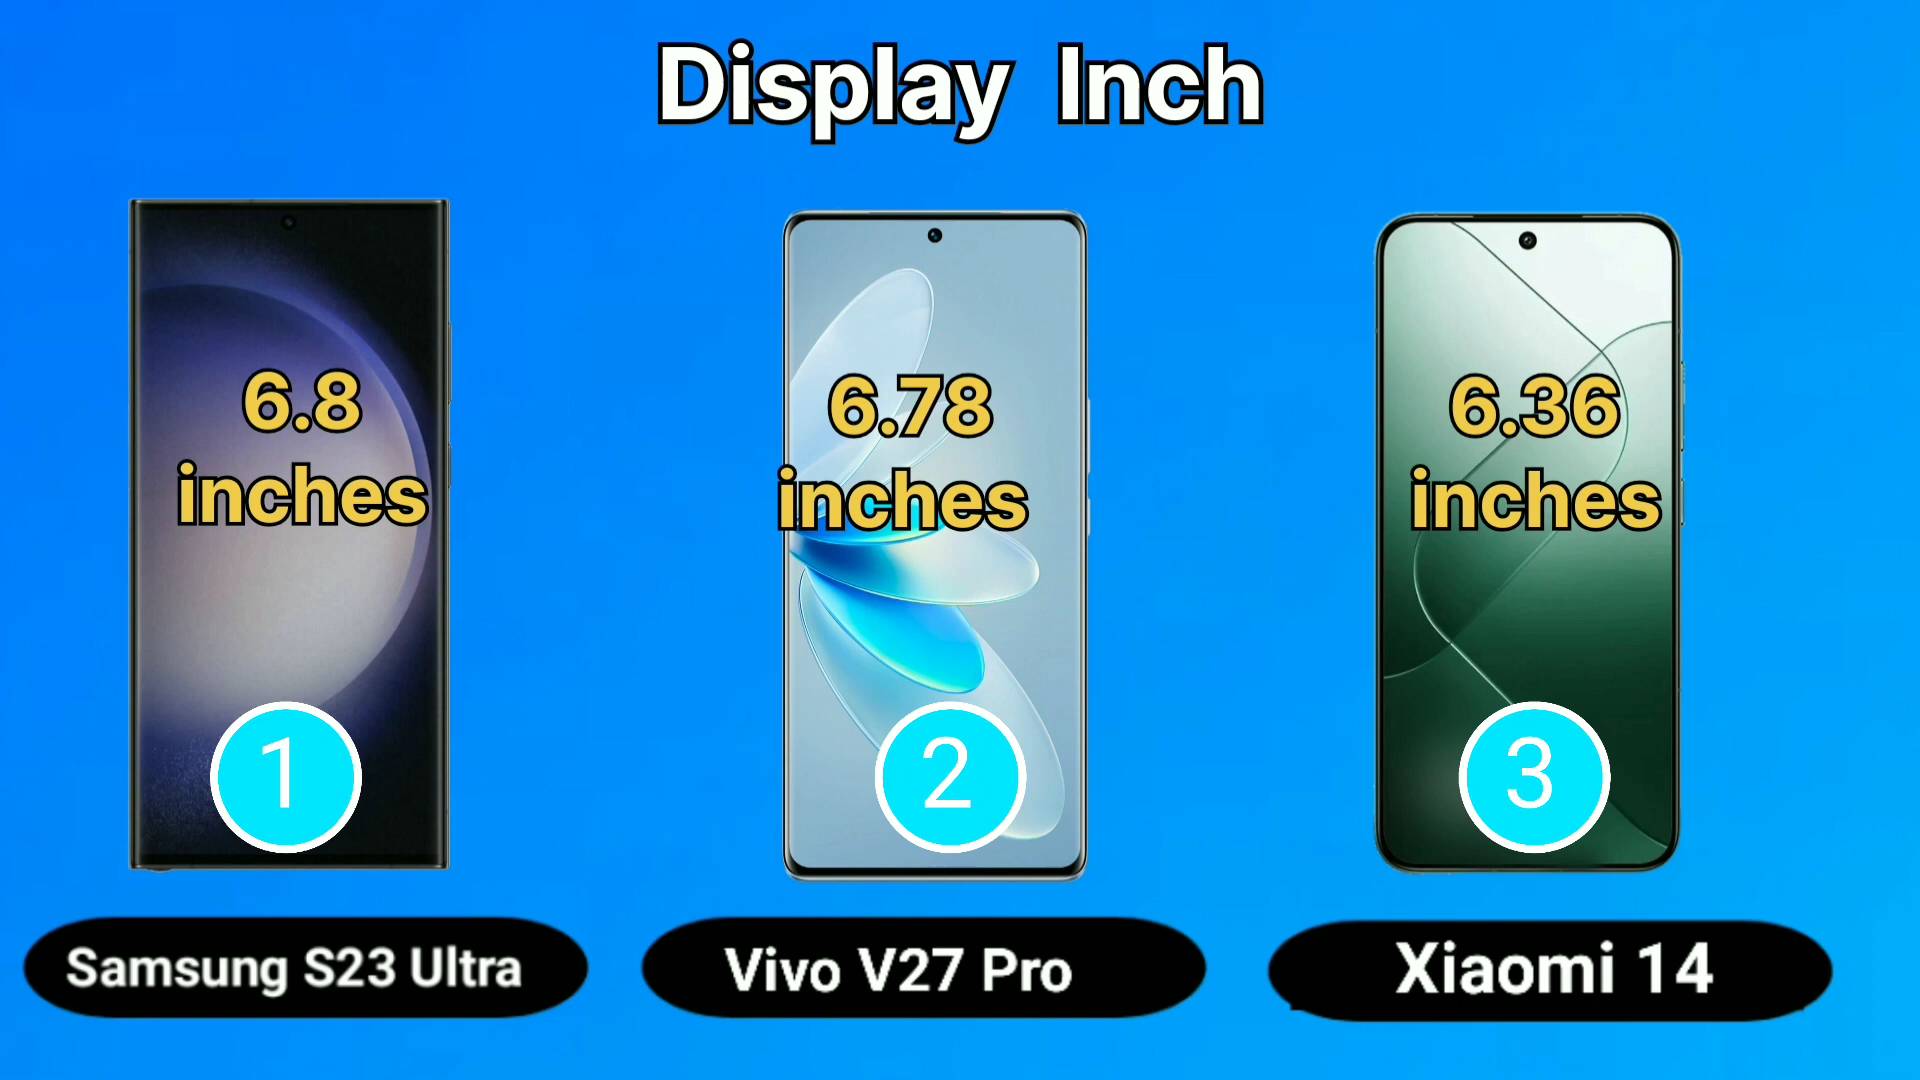 Display Inch
6.8
inches
6.78
inches
6.36
inches
1
2
3
Samsung S23 Ultra
Vivo V27 Pro
Xiaomi 14